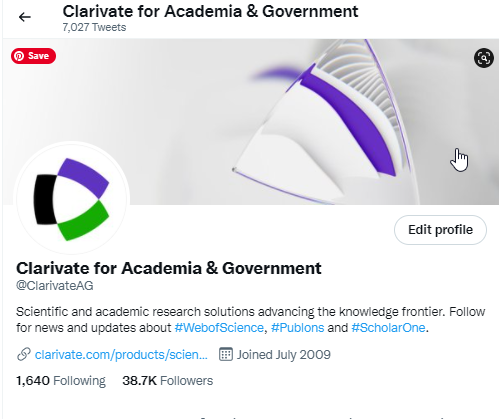 Clarivate for Academia & Government
7,027 Tweets
Save
Edit profile
Clarivate for Academia & Government
@ClarivateAG
Scientific and academic research solutions advancing the knowledge frontier. Follow
for news and updates about #WebofScience, #Publons and #ScholarOne.
clarivate.com/products/scien... Joined July 2009
1,640 Following 38.7K Followers